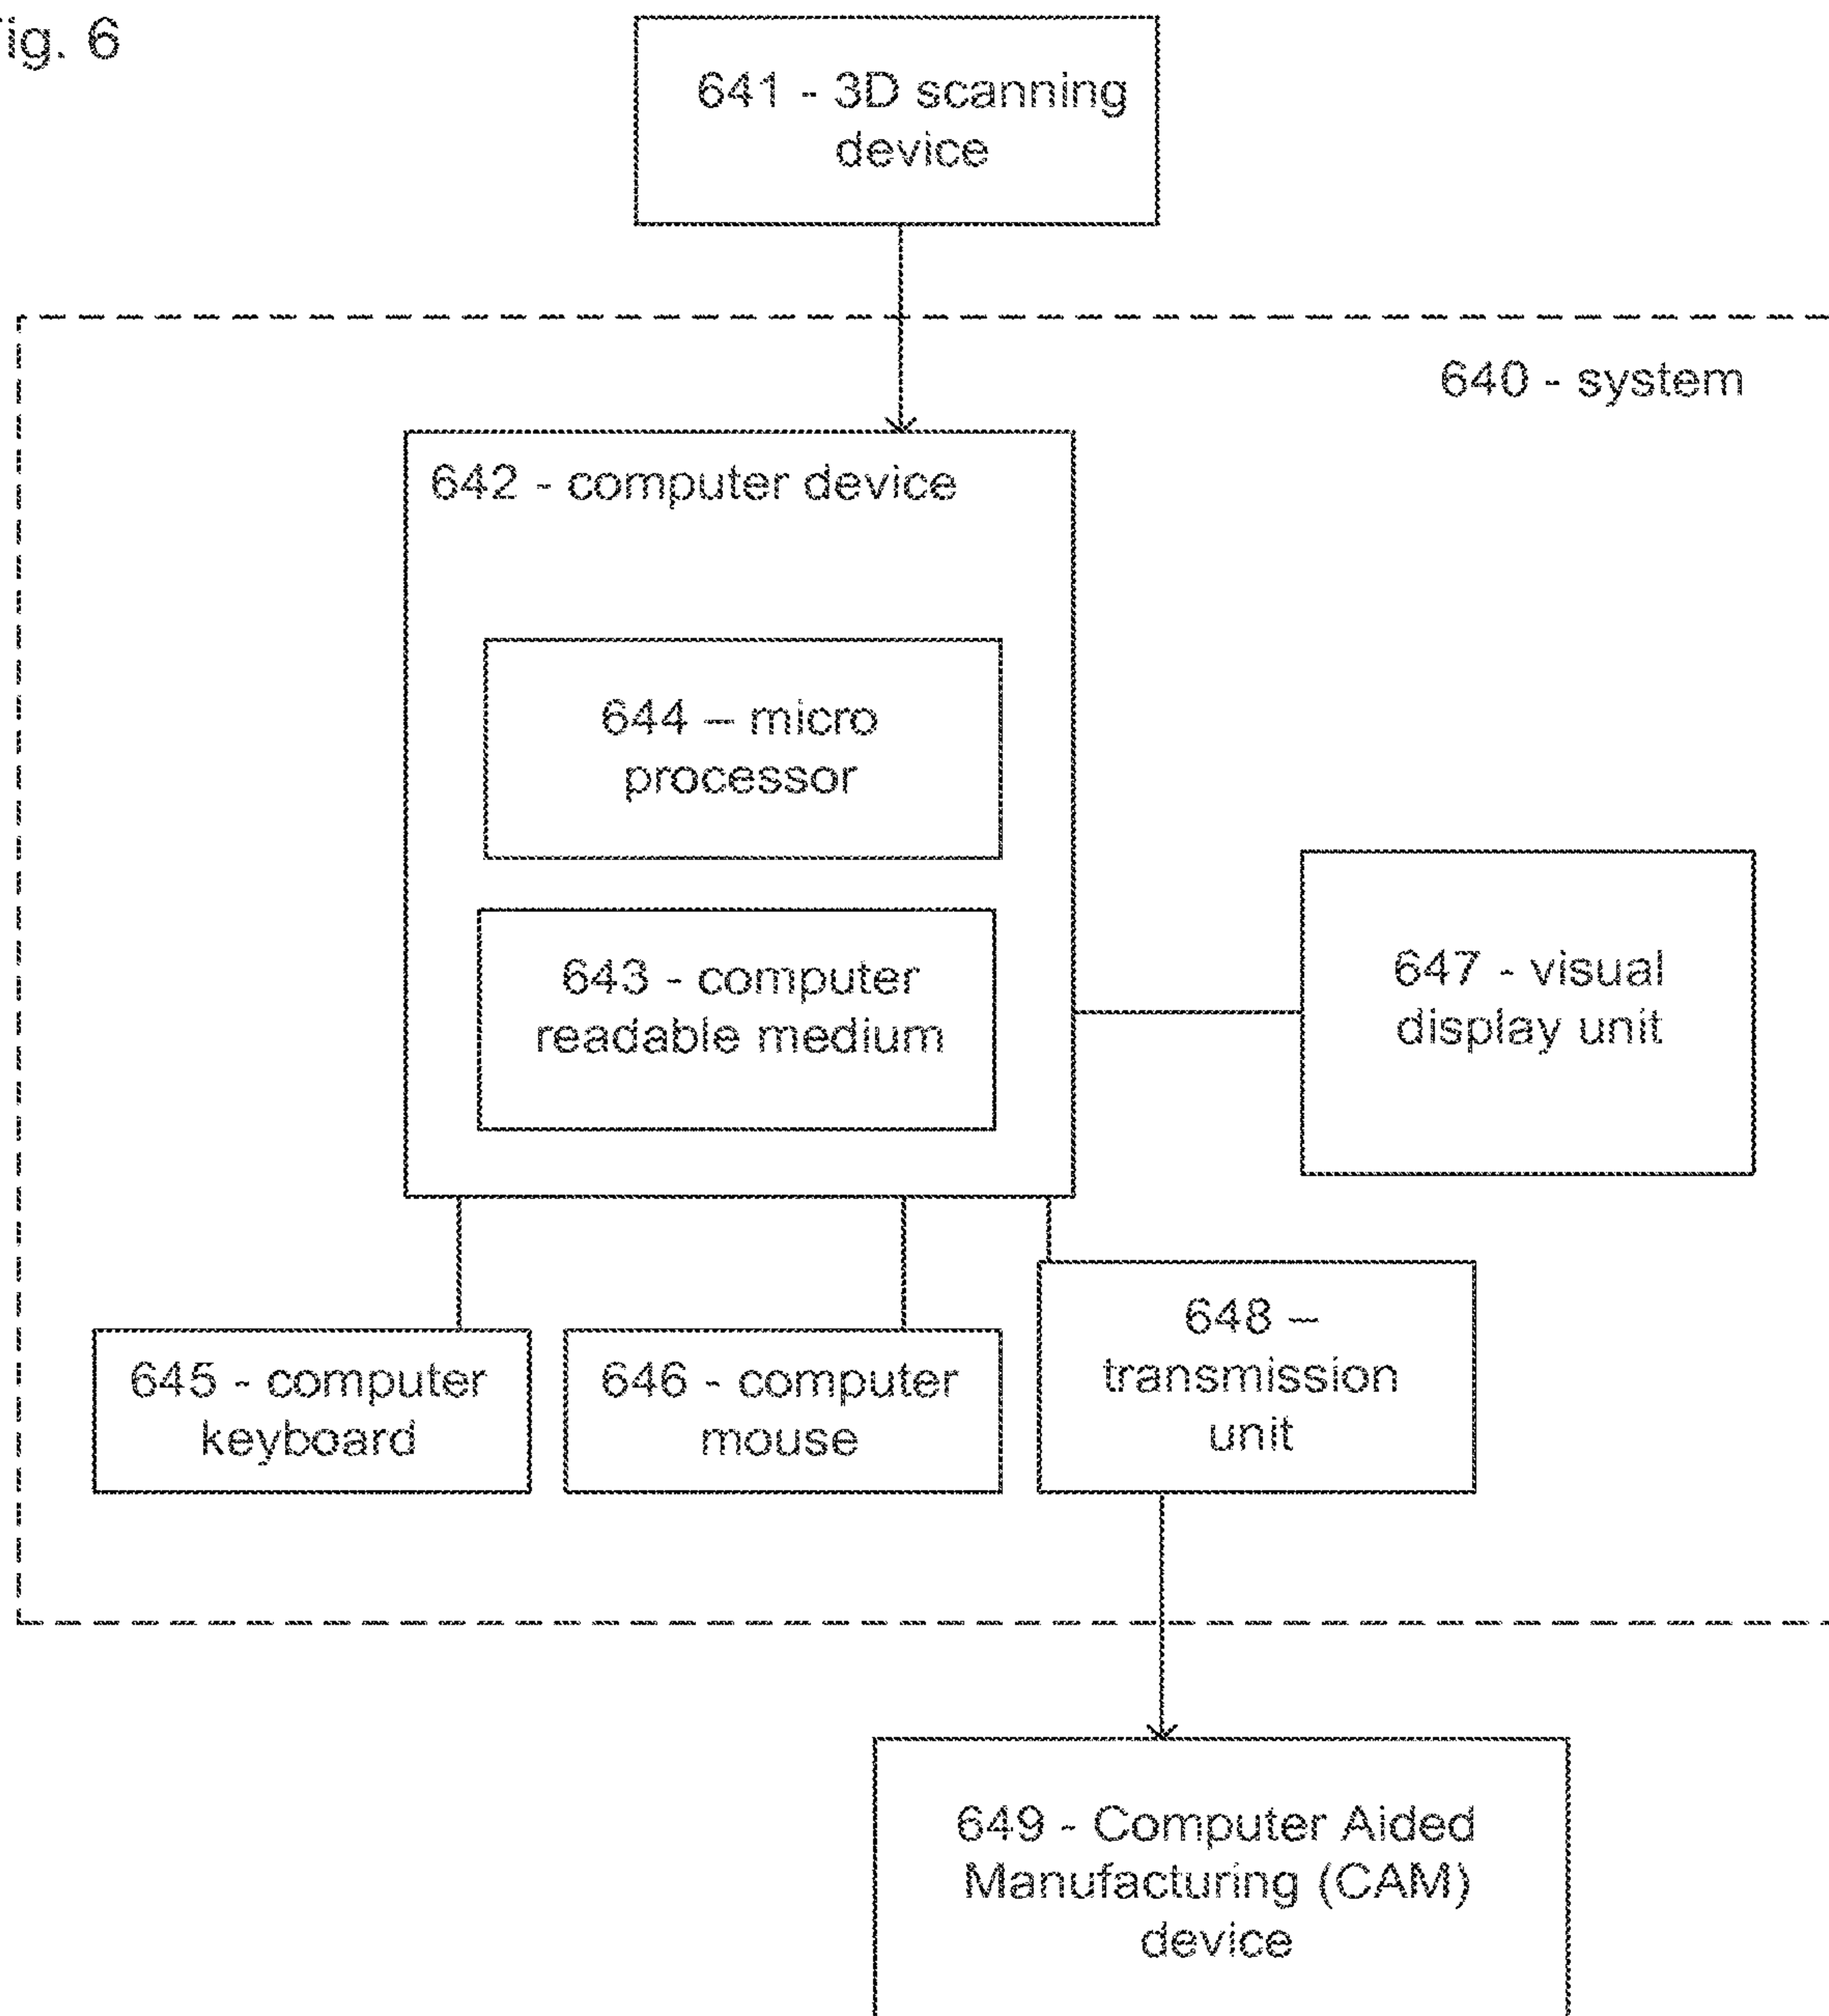 ig. 6
641 - 3D scanning
device
640 - system
642 - computer device
644 – micro
processor
643 - computer
readable medium
647 - visual
display unit
645 - computer
keyboard
646 - computer
mouse
648 –
transmission
unit
649 - Computer Aided
Manufacturing (CAM)
device